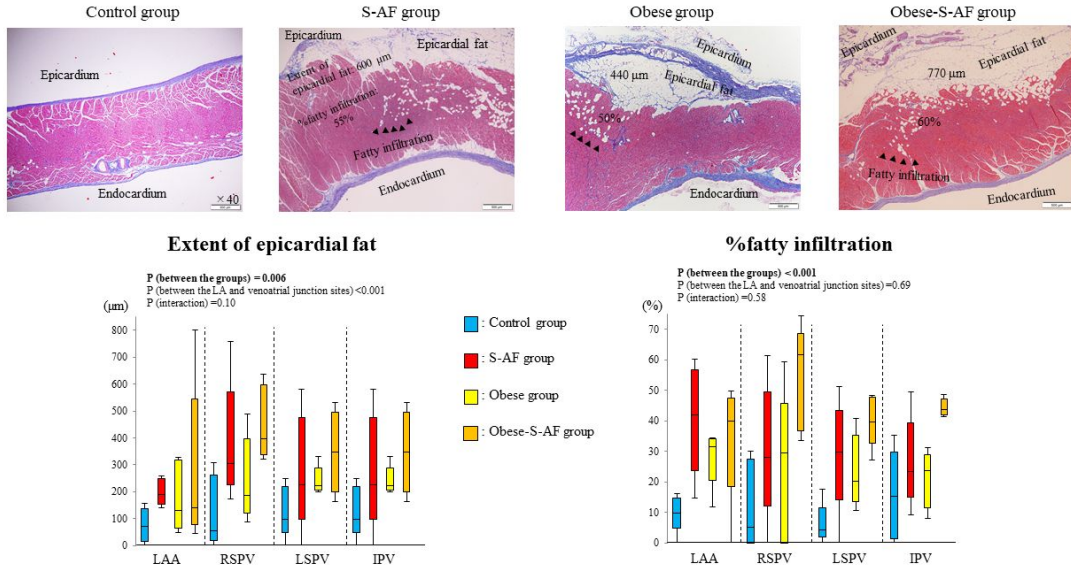 Control group
S-AF group
Obese group
Obese-S-AF group
Epicardium
Endocardium
×40
Epicardium
Epicardial fat
Extent of
epicardial fat: 600 μm
%fatty infiltration:
55%
Fatty infiltration
Endocardium
Epicardium
440 μm
Epicardial fat
50%
Endocardium
Epicardium
Epicardial fat
770 μm
60%
Fatty infiltration
Endocardium
Extent of epicardial fat
P (between the groups) = 0.006
P (between the LA and venoatrial junction sites) <0.001
P (interaction) =0.10
(μm)
800
700
600
500
400
300
200
100
0
LAA
RSPV
LSPV
IPV
: Control group
: S-AF group
: Obese group
: Obese-S-AF group
%fatty infiltration
P (between the groups) < 0.001
P (between the LA and venoatrial junction sites) =0.69
P (interaction) =0.58
(%)
70
60
50
40
30
20
10
0
LAA
RSPV
LSPV
IPV